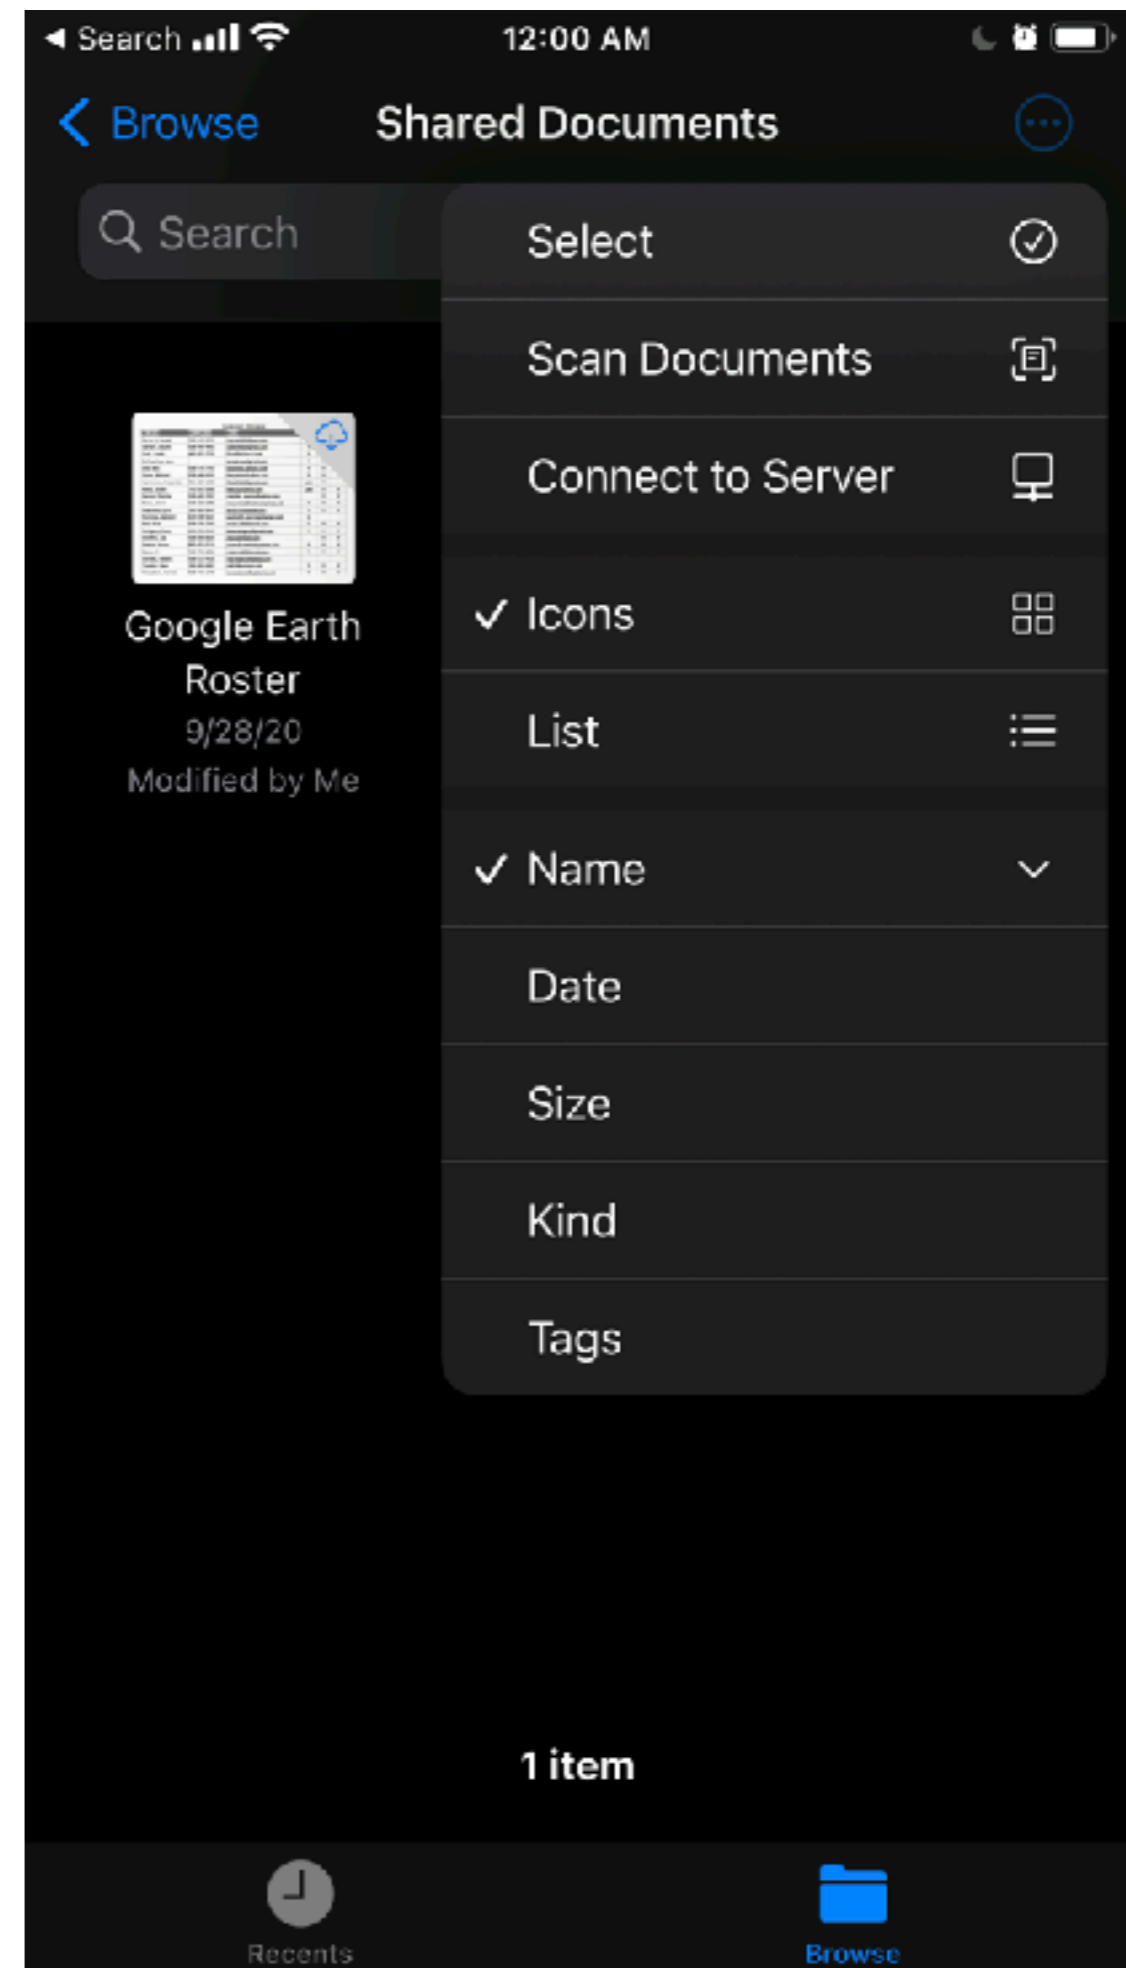 Search
12:00 AM
Browse
Shared Documents
Search
Select
Scan Documents
Connect to Server
Icons
List
Name
Date
Size
Kind
Tags
Google Earth
Roster
9/28/20
Modified by Me
1 item
Recents
Browse